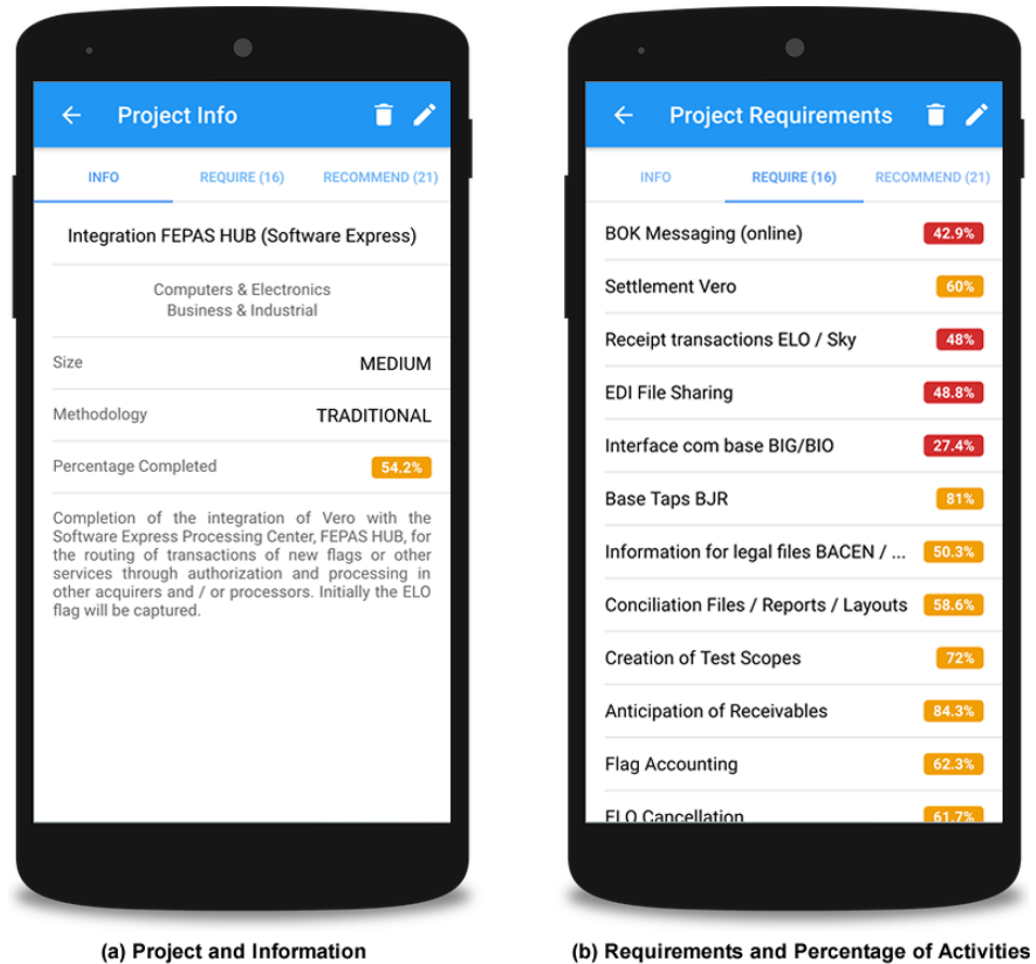 Project Info
INFO REQUIRE (16) RECOMMEND (21)
Integration FEPAS HUB (Software Express)
Computers & Electronics
Business & Industrial
Size MEDIUM
Methodology TRADITIONAL
Percentage Completed 54.2%
Completion of the integration of Vero with the
Software Express Processing Center, FEPAS HUB, for
the routing of transactions of new flags or other
services through authorization and processing in
other acquirers and / or processors. Initially the ELO
flag will be captured.
(a) Project and Information
Project Requirements
INFO REQUIRE (16) RECOMMEND (21)
BOK Messaging (online) 42.9%
Settlement Vero 60%
Receipt transactions ELO / Sky 48%
EDI File Sharing 48.8%
Interface com base BIG/BIO 27.4%
Base Taps BJR 81%
Information for legal files BACEN / ... 50.3%
Conciliation Files / Reports / Layouts 58.6%
Creation of Test Scopes 72%
Anticipation of Receivables 84.3%
Flag Accounting 62.3%
ELO Cancellation 61.7%
(b) Requirements and Percentage of Activities